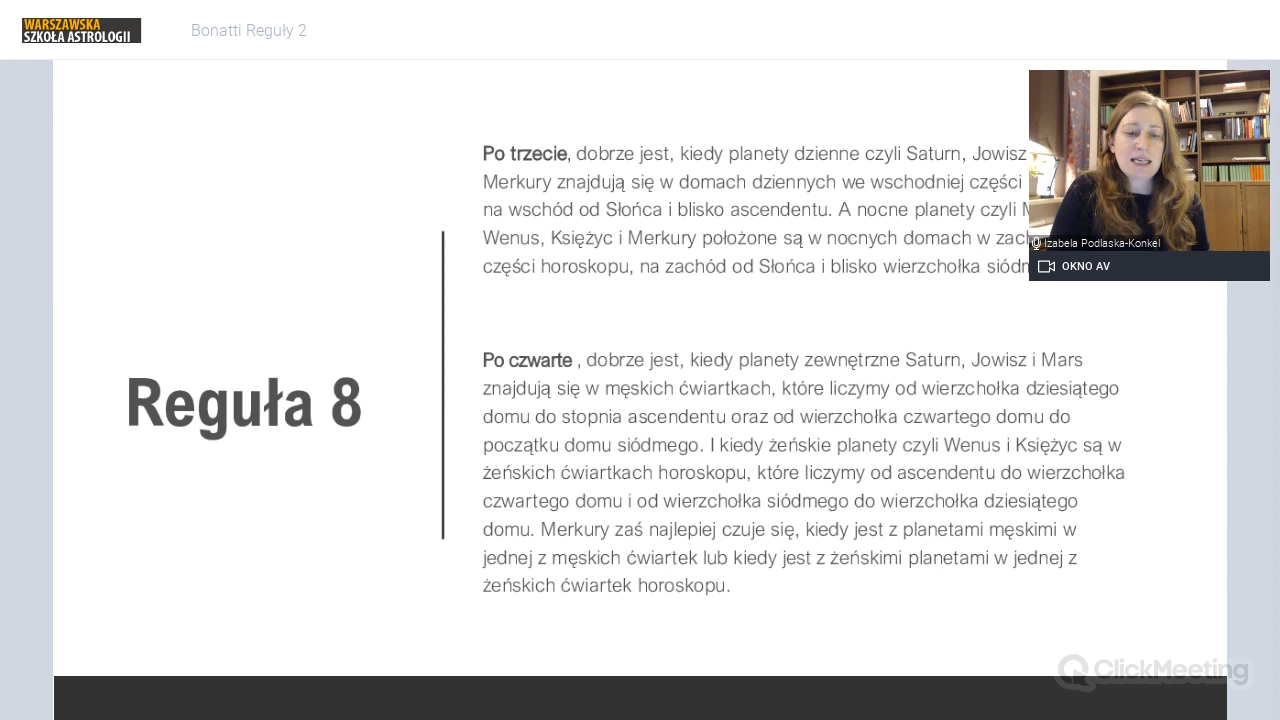 WARSZAWSKA
SZKOŁA ASTROLOGII
Bonatti Reguły 2
Po trzecie, dobrze jest, kiedy planety dzienne czyli Saturn, Jowisz
Merkury znajdują się w domach dziennych we wschodniej części
na wschód od Słońca i blisko ascendentu. A nocne planety czyli
Wenus, Księżyc i Merkury położone są w nocnych domach w
części horoskopu, na zachód od Słońca i blisko wierzchołka
Izabela Podlaska-Konkel
OKNO AV
Reguła 8
Po czwarte , dobrze jest, kiedy planety zewnętrzne Saturn, Jowisz i Mars
znajdują się w męskich ćwiartkach, które liczymy od wierzchołka dziesiątego
domu do stopnia ascendentu oraz od wierzchołka czwartego domu do
początku domu siódmego. I kiedy żeńskie planety czyli Wenus i Księżyc są w
żeńskich ćwiartkach horoskopu, które liczymy od ascendentu do wierzchołka
czwartego domu i od wierzchołka siódmego do wierzchołka dziesiątego
domu. Merkury zaś najlepiej czuje się, kiedy jest z planetami męskimi w
jednej z męskich ćwiartek lub kiedy jest z żeńskimi planetami w jednej z
żeńskich ćwiartek horoskopu.
ClickMeeting